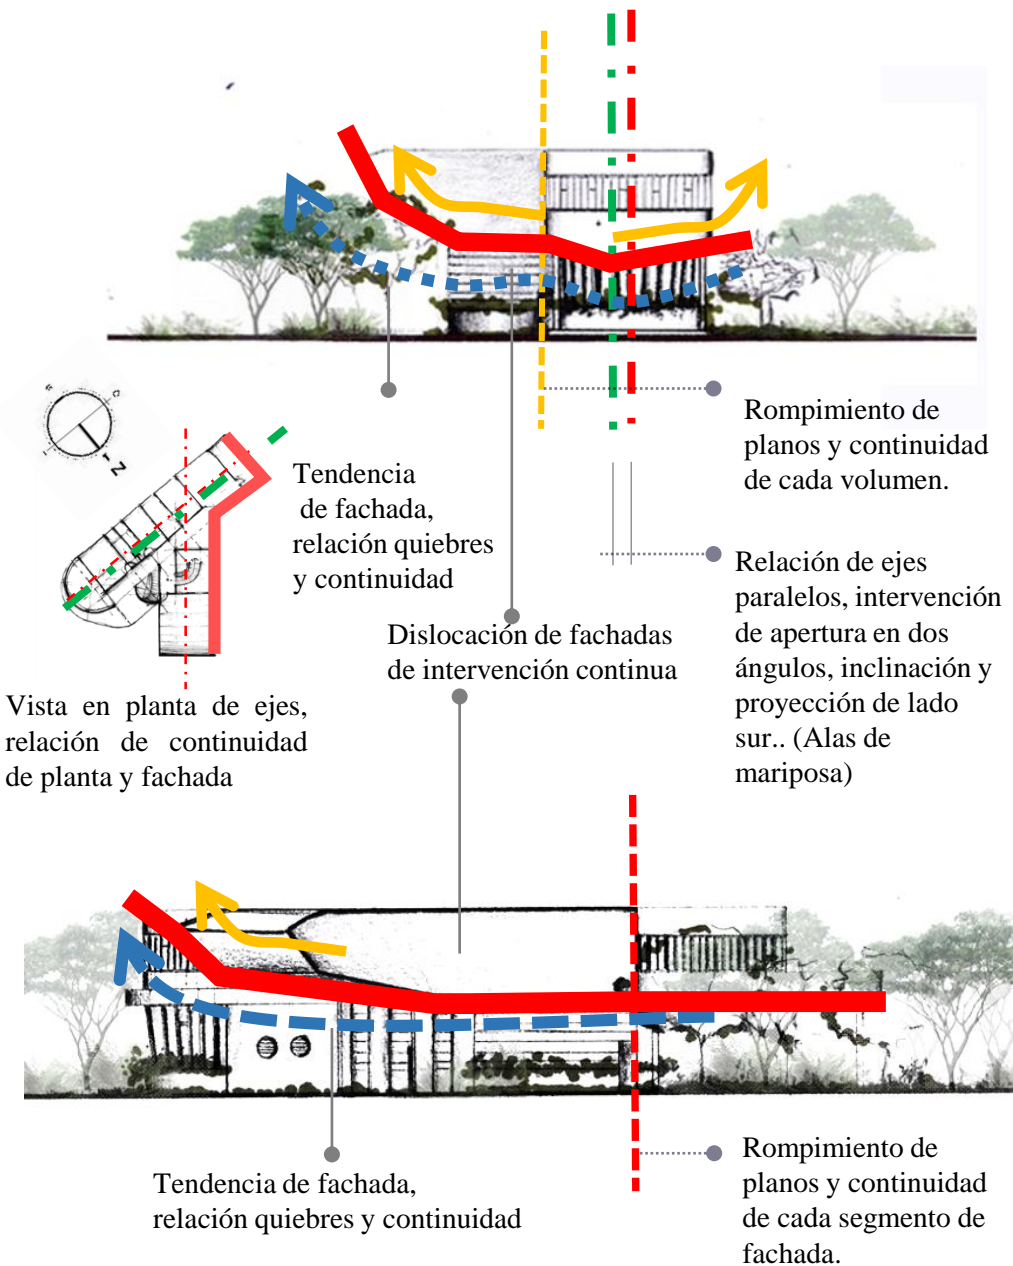 Rompimiento de
planos y continuidad
de cada volumen.
N
Tendencia
de fachada,
relación quiebres
y continuidad
Relación de ejes
paralelos, intervención
de apertura en dos
ángulos, inclinación y
proyección de lado
sur.. (Alas de
mariposa)
Dislocación de fachadas
de intervención continua
Vista en planta de ejes,
relación de continuidad
de planta y fachada
Tendencia de fachada,
relación quiebres y continuidad
Rompimiento de
planos y continuidad
de cada segmento de
fachada.